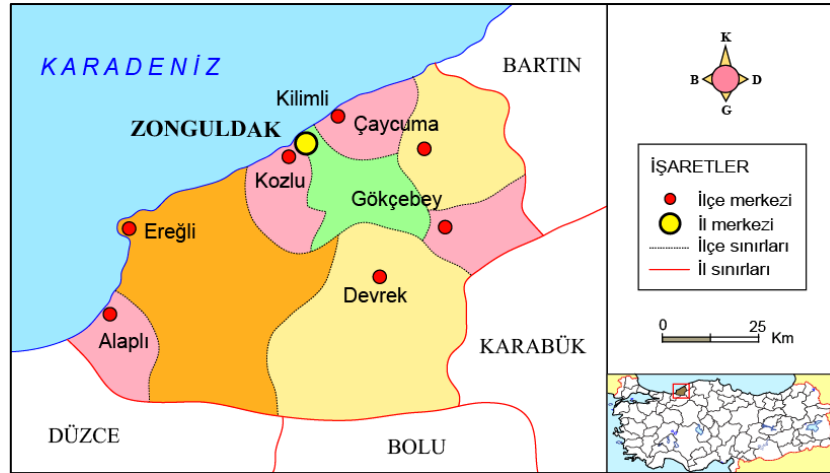 KARADENİZ
BARTIN
Kilimli
ZONGULDAK
Çaycuma
Kozlu
Gökçebey
Ereğli
Devrek
Alaplı
KARABÜK
DÜZCE
BOLU
K
B
D
G
İŞARETLER
İlçe merkezi
İl merkezi
İlçe sınırları
İl sınırları
0
25
Km